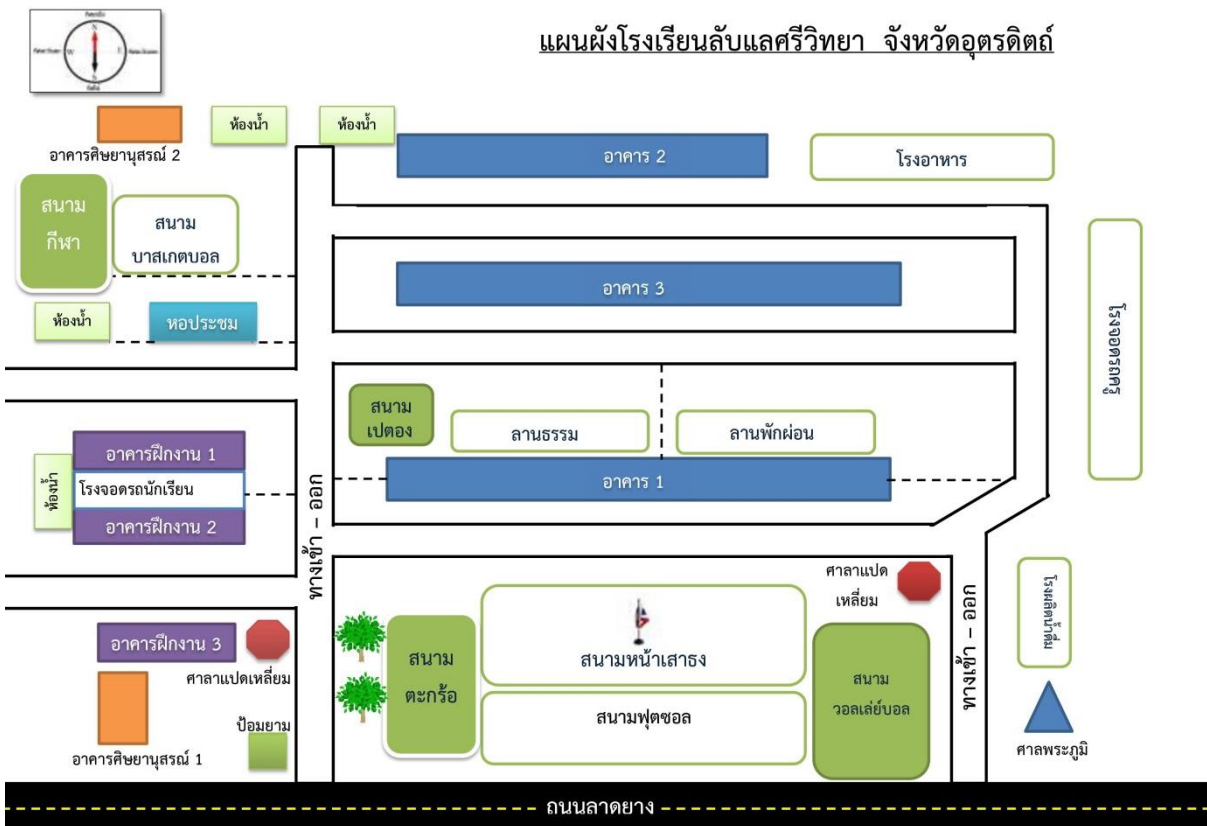 แผนผังโรงเรียนลับแลศรีวิทยา จังหวัดอุตรดิตถ์
N
W
E
S
ห้องน้ำ
ห้องน้ำ
อาคารศิษยานุสรณ์ 2
อาคาร 2
โรงอาหาร
สนาม
กีฬา
สนาม
บาสเกตบอล
อาคาร 3
โรงจอดรถครู
ห้องน้ำ
หอประชม
สนาม
เปตอง
ลานธรรม
ลานพักผ่อน
อาคารฝึกงาน 1
ห้องน้ำ
โรงจอดรถนักเรียน
อาคารฝึกงาน 2
อาคาร 1
ทางเข้า – ออก
ศาลาแปด
เหลี่ยม
ทางเข้า – ออก
โรงผลิตน้ำดื่ม
อาคารฝึกงาน 3
ศาลาแปดเหลี่ยม
สนาม
ตะกร้อ
สนามหน้าเสาธง
สนาม
วอลเล่ย์บอล
สนามฟุตซอล
ป้อมยาม
อาคารศิษยานุสรณ์ 1
ศาลพระภูมิ
ถนนลาดยาง